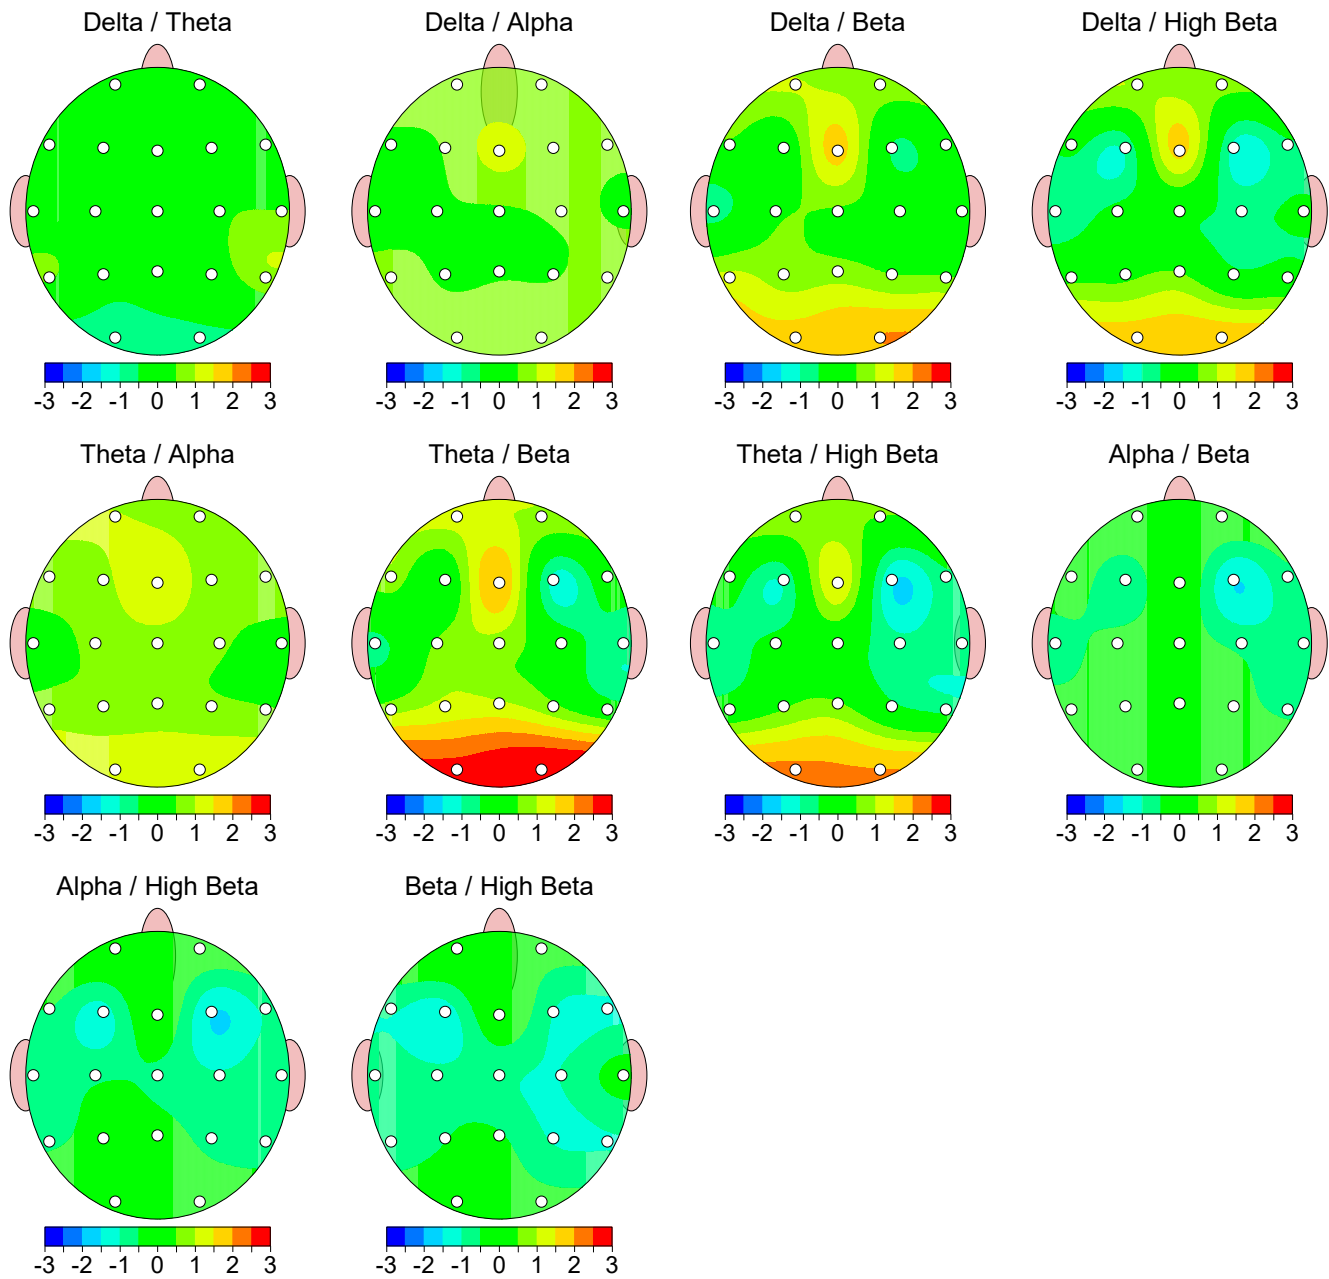 Delta / Theta Delta / Alpha Delta / Beta Delta / High Beta
-3 -2 -1 0 1 2 3 -3 -2 -1 0 1 2 3 -3 -2 -1 0 1 2 3 -3 -2 -1 0 1 2 3
Theta / Alpha Theta / Beta Theta / High Beta Alpha / Beta
-3 -2 -1 0 1 2 3 -3 -2 -1 0 1 2 3 -3 -2 -1 0 1 2 3 -3 -2 -1 0 1 2 3
Alpha / High Beta Beta / High Beta
-3 -2 -1 0 1 2 3 -3 -2 -1 0 1 2 3